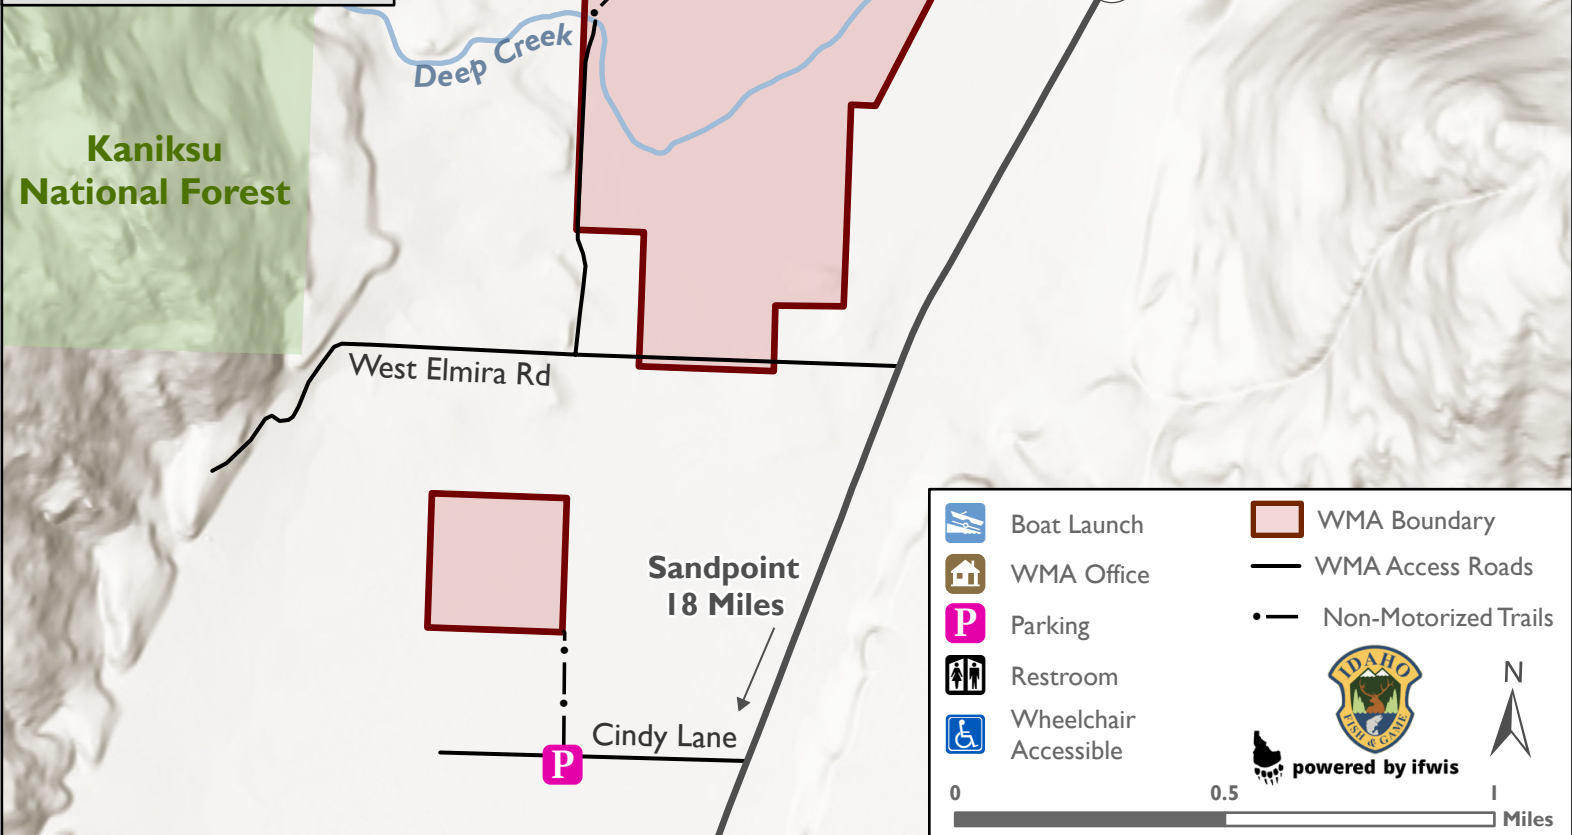 Deep Creek
Kaniksu
National Forest
West Elmira Rd
Sandpoint
18 Miles
Cindy Lane
P
Boat Launch
WMA Office
P
Parking
Restroom
Wheelchair
Accessible
WMA Boundary
WMA Access Roads
Non-Motorized Trails
IDAHO
FISH & GAME
N
powered by ifwis
0 0.5 1
Miles